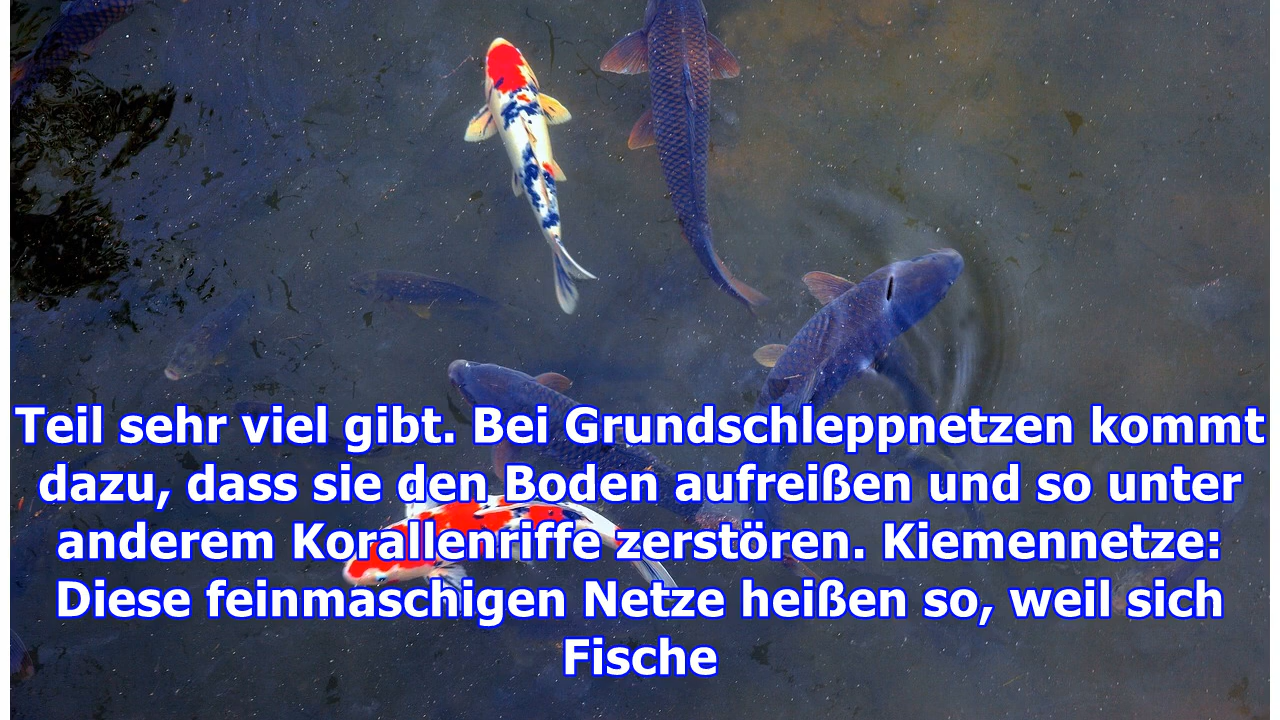 Teil sehr viel gibt. Bei Grundschleppnetzen kommt
dazu, dass sie den Boden aufreißen und so unter
anderem Korallenriffe zerstören. Kiemennetze:
Diese feinmaschigen Netze heißen so, weil sich
Fische